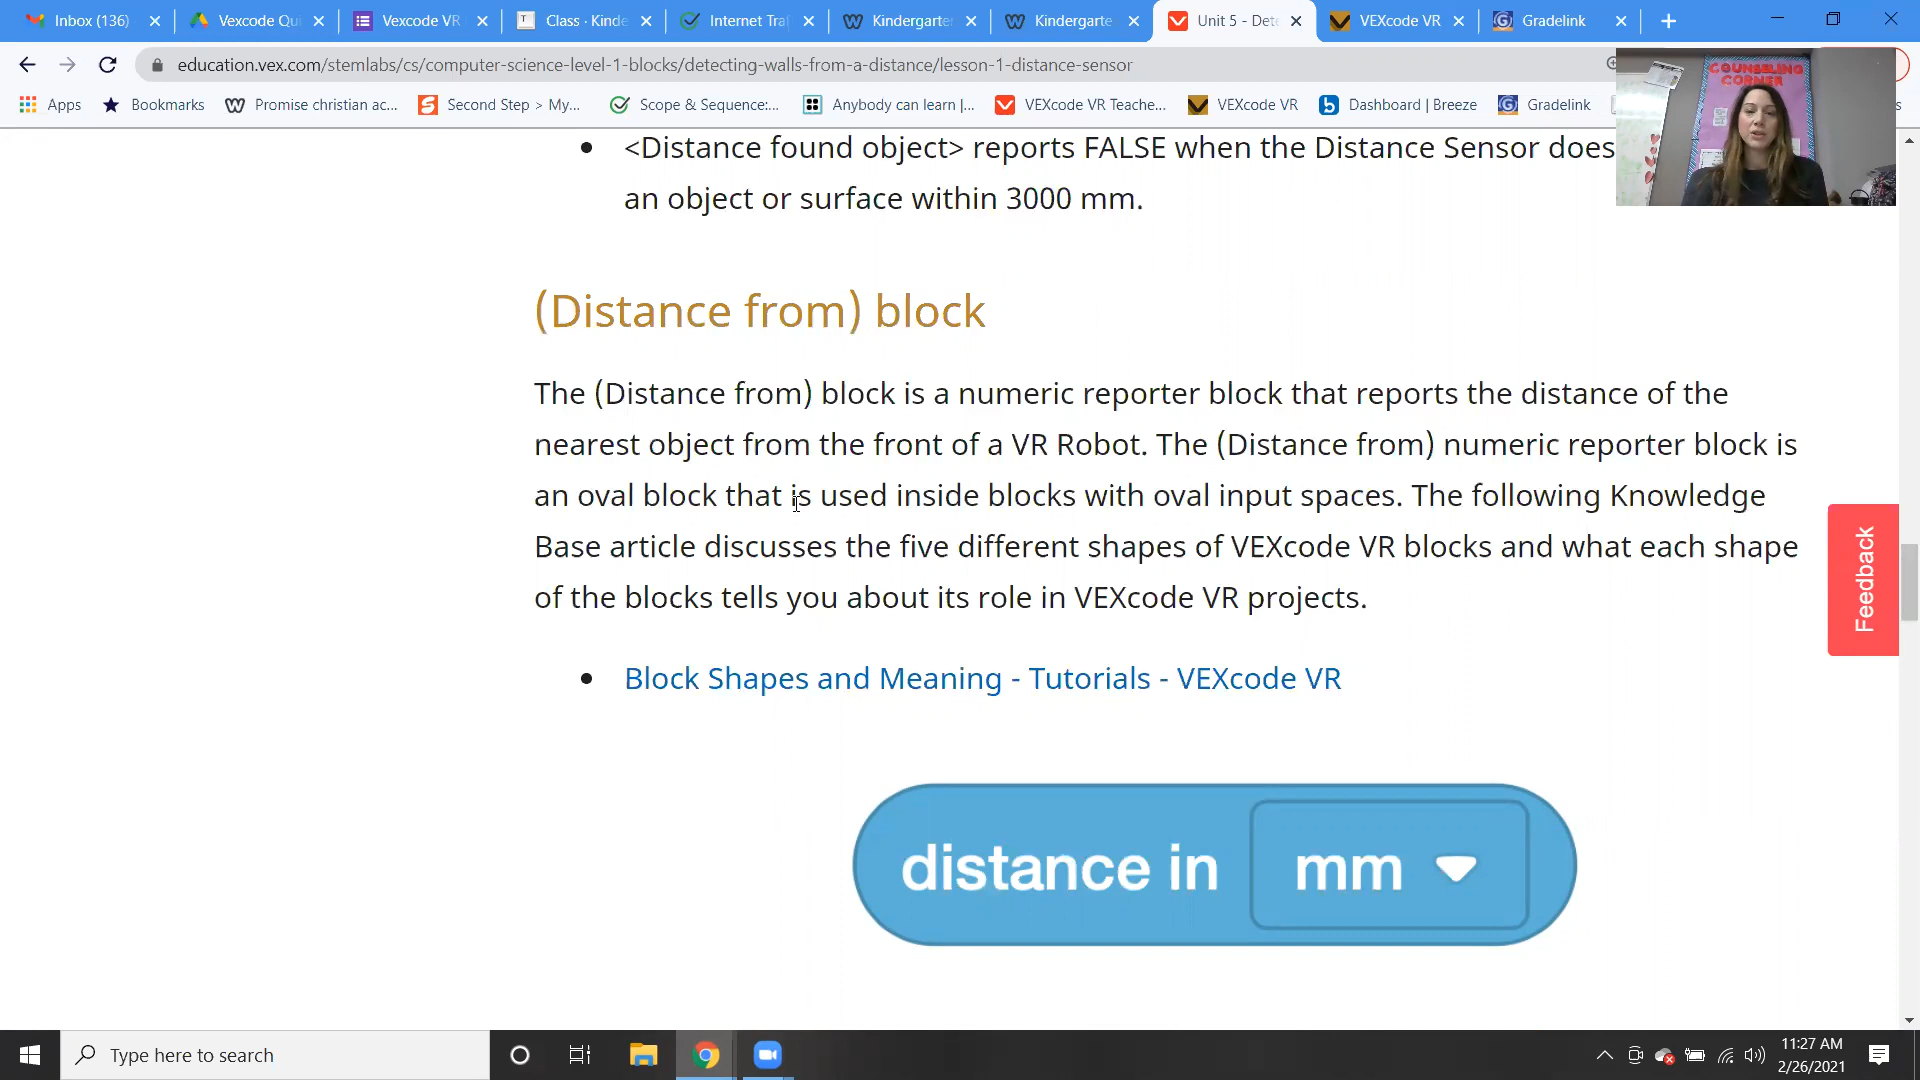 Inbox (136)
Vexcode Qui
Vexcode VR
Class · Kinde
Internet Tra
Kindergarte
Kindergarte
Unit 5 - Det
VEXcode VR
Gradelink
education.vex.com/stemlabs/cs/computer-science-level-1-blocks/detecting-walls-from-a-distance/lesson-1-distance-sensor
Apps
Bookmarks
Promise christian ac...
Second Step > My...
Scope & Sequence:...
Anybody can learn |...
VEXcode VR Teache...
VEXcode VR
Dashboard | Breeze
Gradelink
COUNSELING
CORNER
• <Distance found object> reports FALSE when the Distance Sensor does
an object or surface within 3000 mm.
(Distance from) block
The (Distance from) block is a numeric reporter block that reports the distance of the
nearest object from the front of a VR Robot. The (Distance from) numeric reporter block is
an oval block that is used inside blocks with oval input spaces. The following Knowledge
Base article discusses the five different shapes of VEXcode VR blocks and what each shape
of the blocks tells you about its role in VEXcode VR projects.
• Block Shapes and Meaning - Tutorials - VEXcode VR
distance in mm
Feedback
Type here to search
11:27 AM
2/26/2021